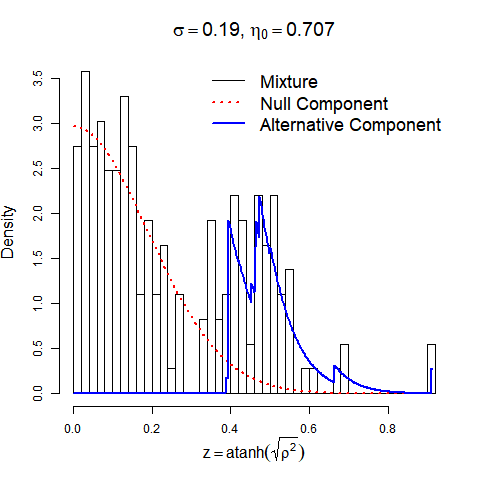 σ = 0.19, η₀ = 0.707
Mixture
Null Component
Alternative Component
Density
0.0 0.5 1.0 1.5 2.0 2.5 3.0 3.5
0.0 0.2 0.4 0.6 0.8
z = atanh(√ρ²)